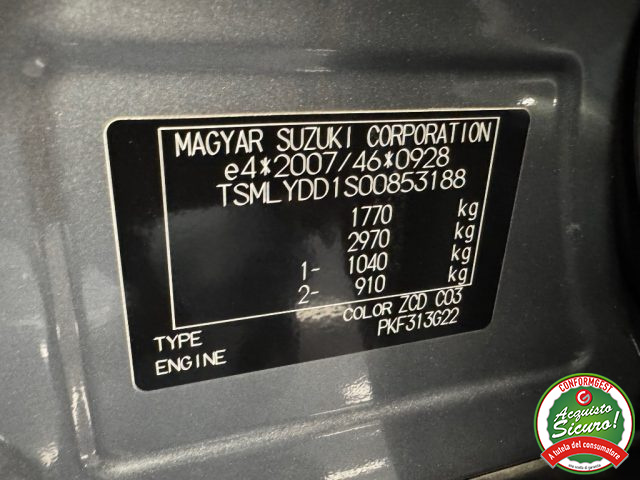 MAGYAR SUZUKI CORPORATION
e4*2007/46*0928
TSMLYDD1S00853188
1770 kg
2970 kg
1- 1040 kg
2- 910 kg
COLOR ZCD C03
TYPE PKF313G22
ENGINE
CONFORMGEST
Acquisto
Sicuro!
A tutela del consumatore